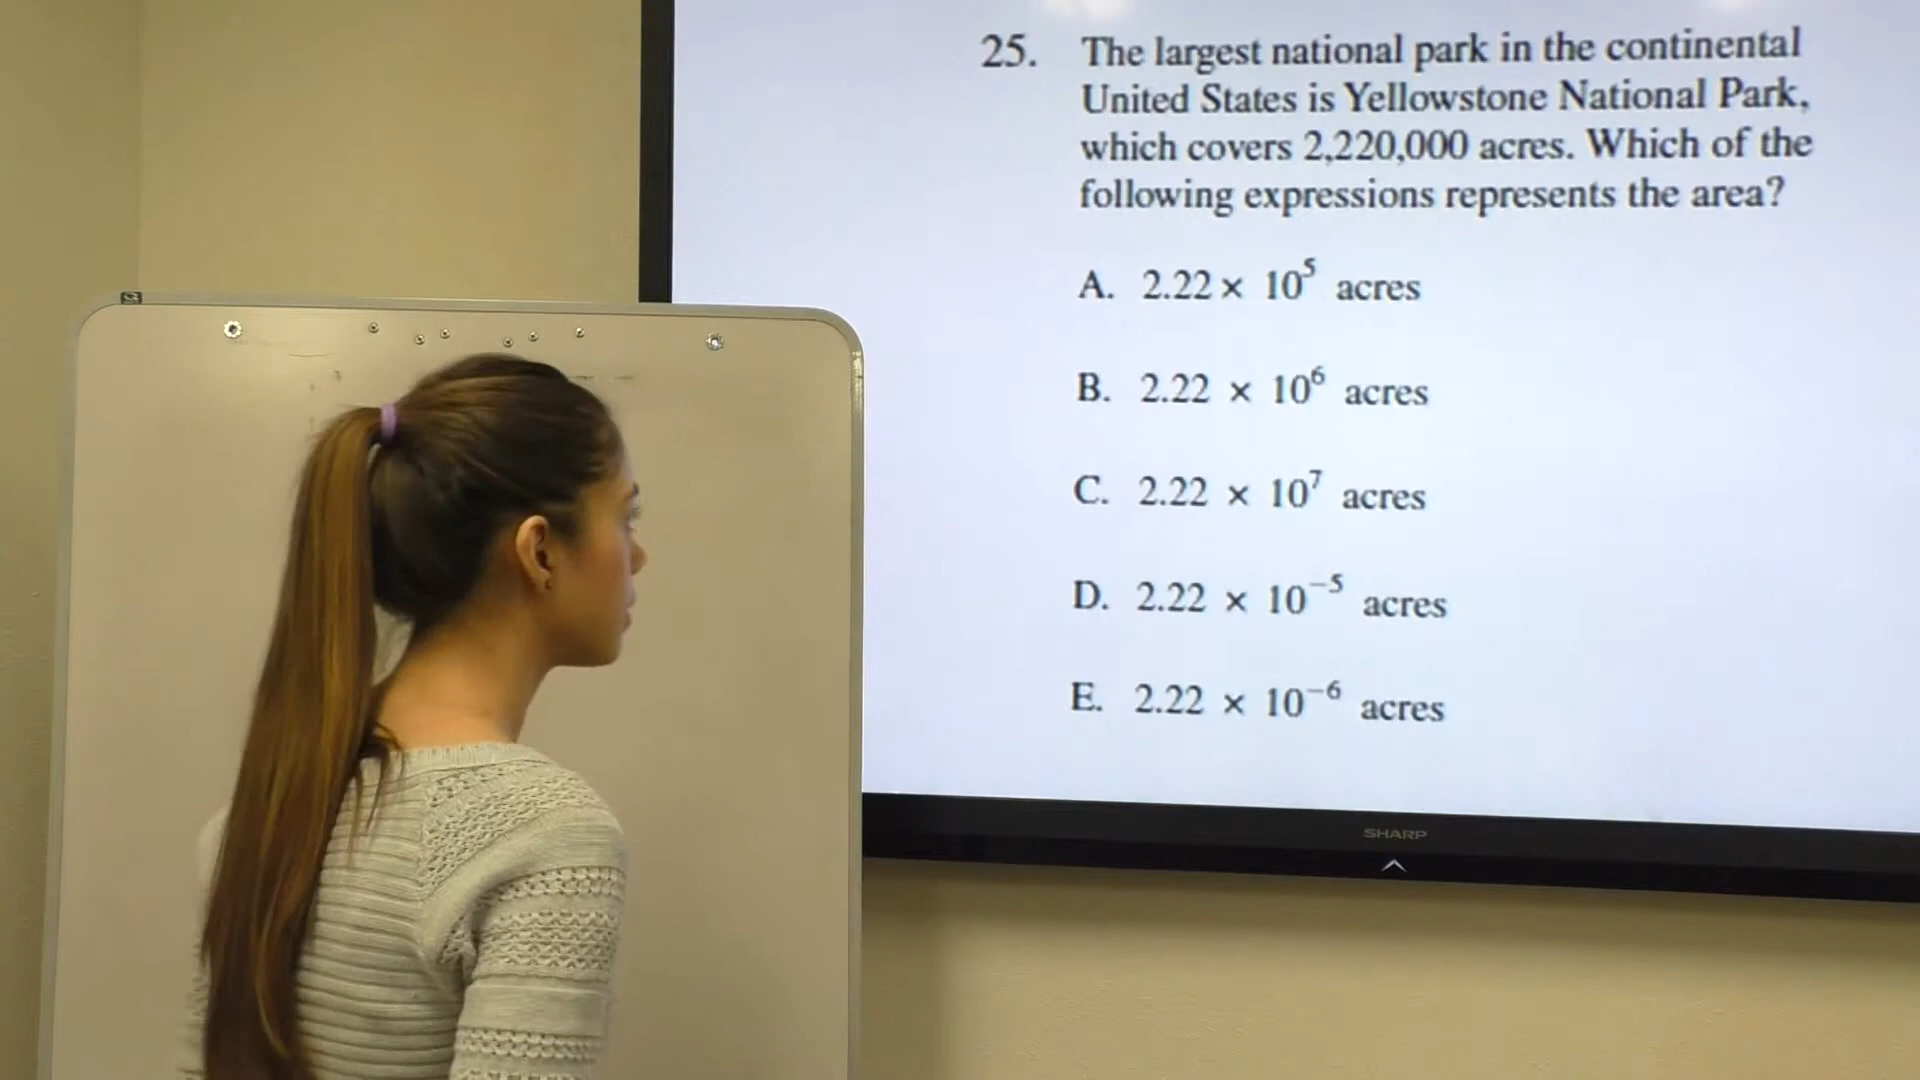 25. The largest national park in the continental
United States is Yellowstone National Park,
which covers 2,220,000 acres. Which of the
following expressions represents the area?
A. 2.22 × 10⁵ acres
B. 2.22 × 10⁶ acres
C. 2.22 × 10⁷ acres
D. 2.22 × 10⁻⁵ acres
E. 2.22 × 10⁻⁶ acres
SHARP